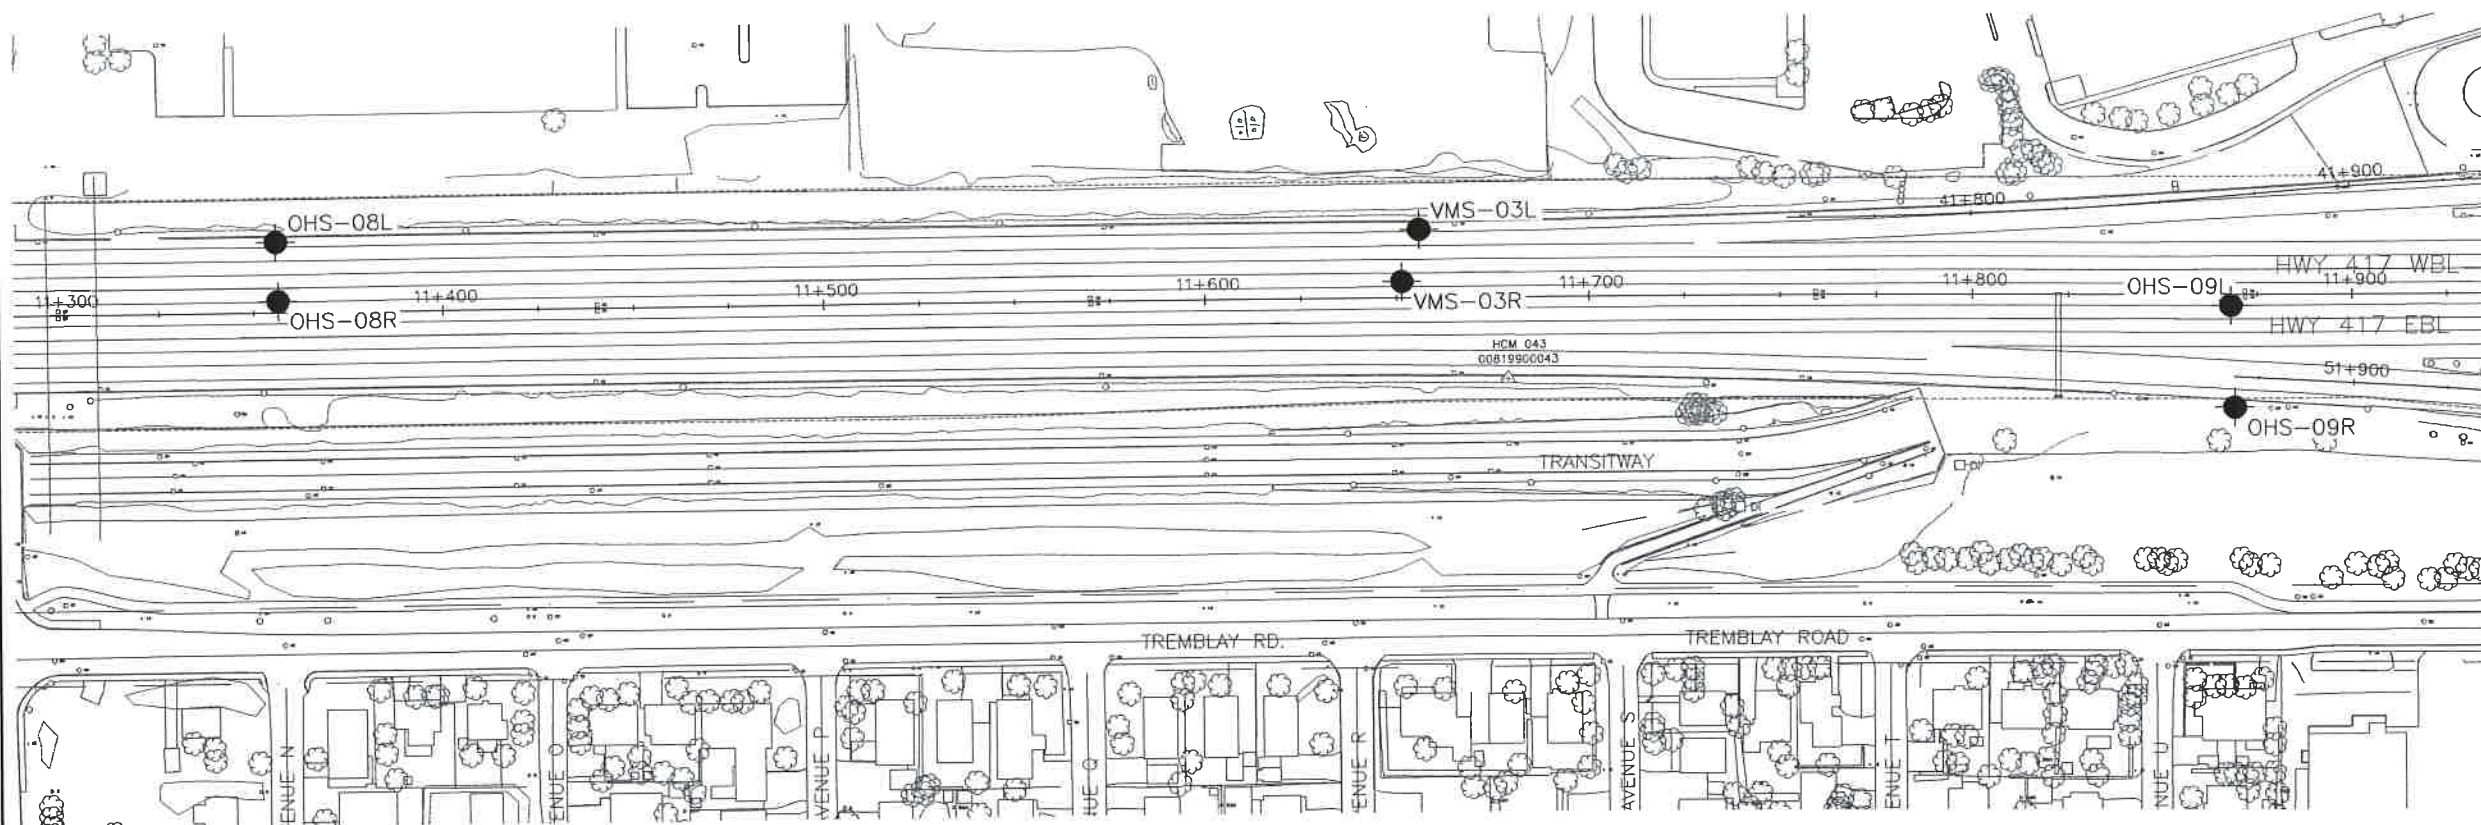 41+900
41+800
OHS-08L
VMS-03L
HWY 417 WBL
11+300
11+400
11+500
11+600
11+700
11+800
OHS-09L
11+900
OHS-08R
VMS-03R
HWY 417 EBL
HCM 043
00819900043
51+900
OHS-09R
TRANSITWAY
TREMBLAY RD.
TREMBLAY ROAD
ENUE N
ENUE O
AVENUE P
UE Q
ENUE R
AVENUE S
ENUE T
NUE U